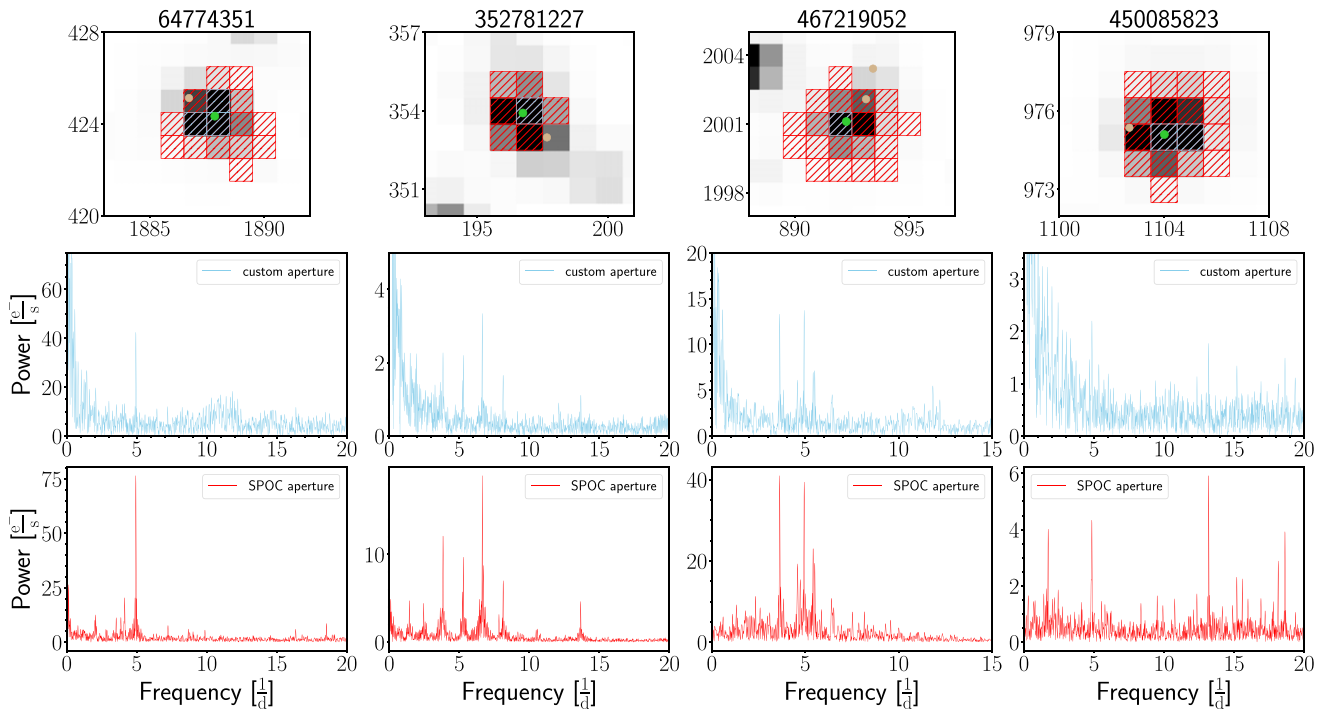 64774351 352781227 467219052 450085823
428 357 2004 979
424 354 2001 976
420 351 1998 973
1885 1890 195 200 890 895 1100 1104 1108
custom aperture custom aperture custom aperture custom aperture
Power [e⁻/s]
60 40 20 0
4 2 0
20 15 10 5 0
3 2 1 0
0 5 10 15 20 0 5 10 15 20 0 5 10 15 0 5 10 15 20
SPOC aperture SPOC aperture SPOC aperture SPOC aperture
Power [e⁻/s]
75 50 25 0
10 0
40 20 0
6 4 2 0
0 5 10 15 20 0 5 10 15 20 0 5 10 15 0 5 10 15 20
Frequency [1/d] Frequency [1/d] Frequency [1/d] Frequency [1/d]